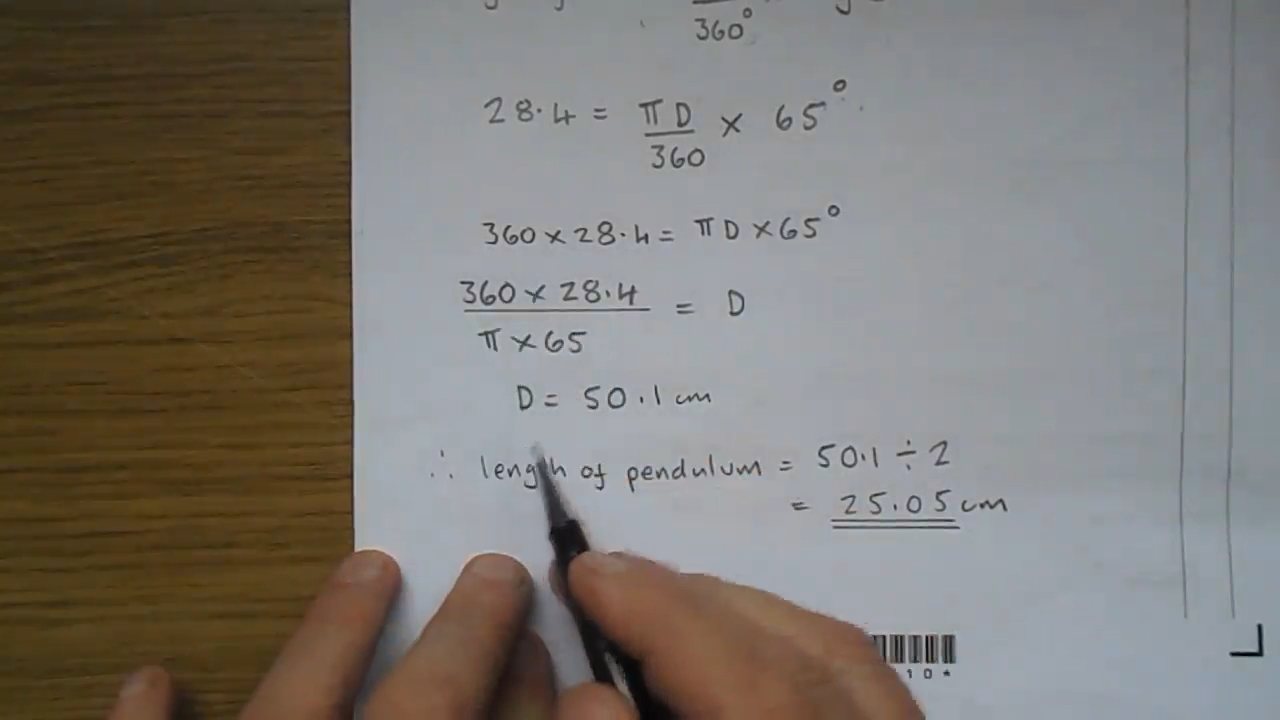 360°
28.4 = πD/360 × 65°
360 × 28.4 = πD × 65°
360 × 28.4 / π × 65 = D
D = 50.1 cm
∴ length of pendulum = 50.1 ÷ 2
= 25.05 cm
10*